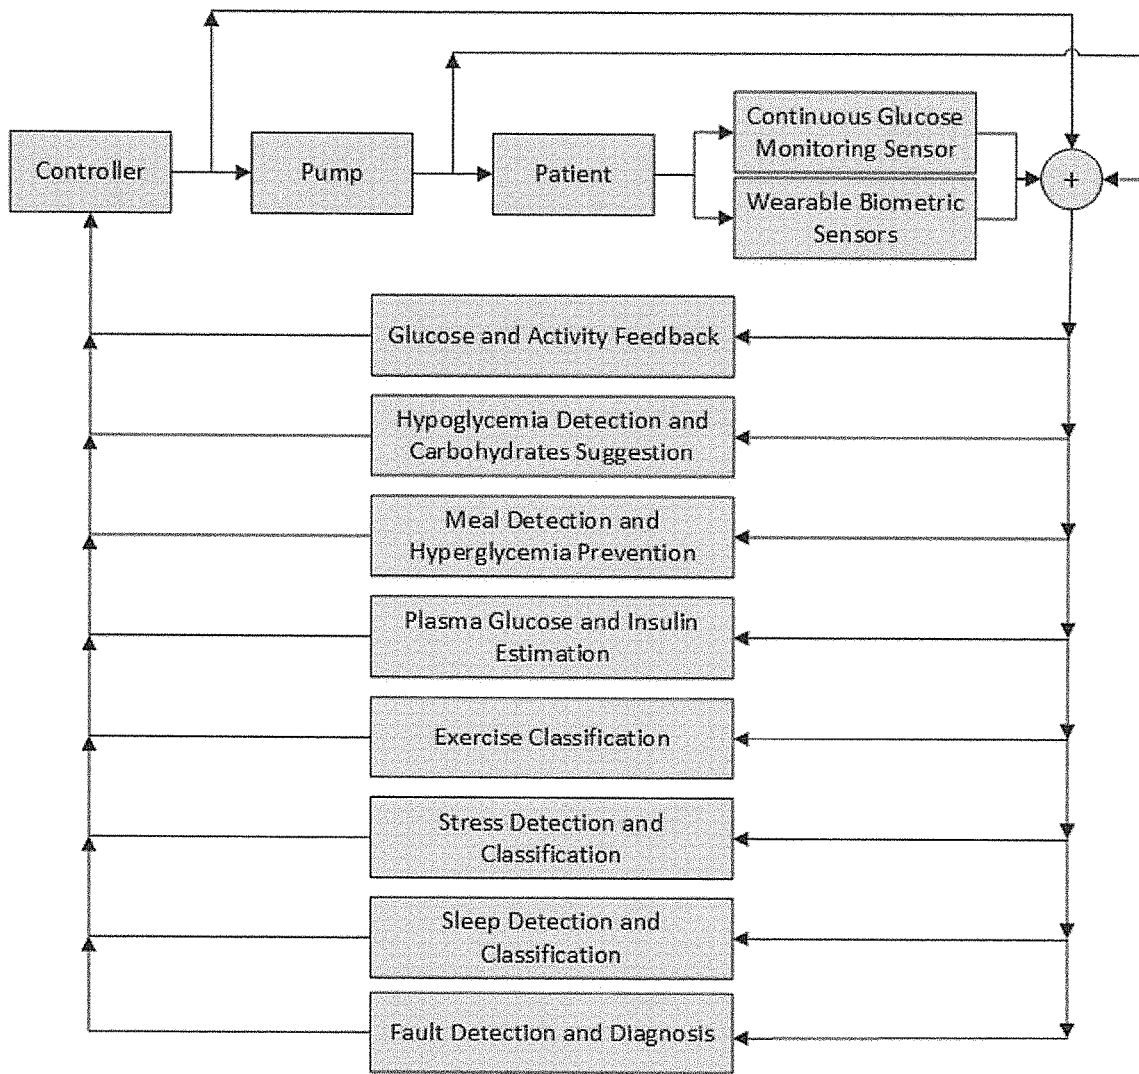 Controller
Pump
Patient
Continuous Glucose
Monitoring Sensor
Wearable Biometric
Sensors
+
Glucose and Activity Feedback
Hypoglycemia Detection and
Carbohydrates Suggestion
Meal Detection and
Hyperglycemia Prevention
Plasma Glucose and Insulin
Estimation
Exercise Classification
Stress Detection and
Classification
Sleep Detection and
Classification
Fault Detection and Diagnosis